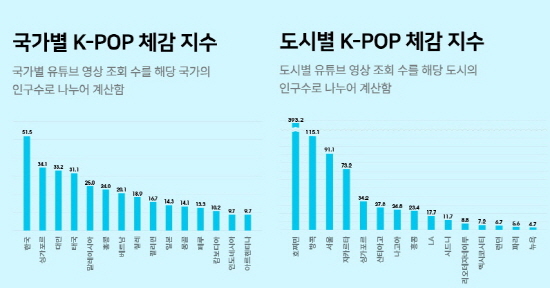 국가별 K-POP 체감 지수
국가별 유튜브 영상 조회 수를 해당 국가의
인구수로 나누어 계산함
51.5
34.1
33.2
31.1
25.0
24.0
20.1
18.9
16.7
14.3
14.1
13.3
10.2
9.7
9.7
한국
싱가포르
대만
태국
말레이시아
홍콩
베트남
칠레
필리핀
일본
몽골
페루
캄보디아
인도네시아
아르헨티나
도시별 K-POP 체감 지수
도시별 유튜브 영상 조회 수를 해당 도시의
인구수로 나누어 계산함
393.2
115.1
91.1
73.2
34.2
27.8
24.8
23.4
17.7
11.7
8.8
7.2
6.7
5.6
4.7
호찌민
방콕
서울
자카르타
싱가포르
산티아고
나고야
홍콩
LA
시드니
리오데자네이루
멕시코시티
런던
파리
뉴욕